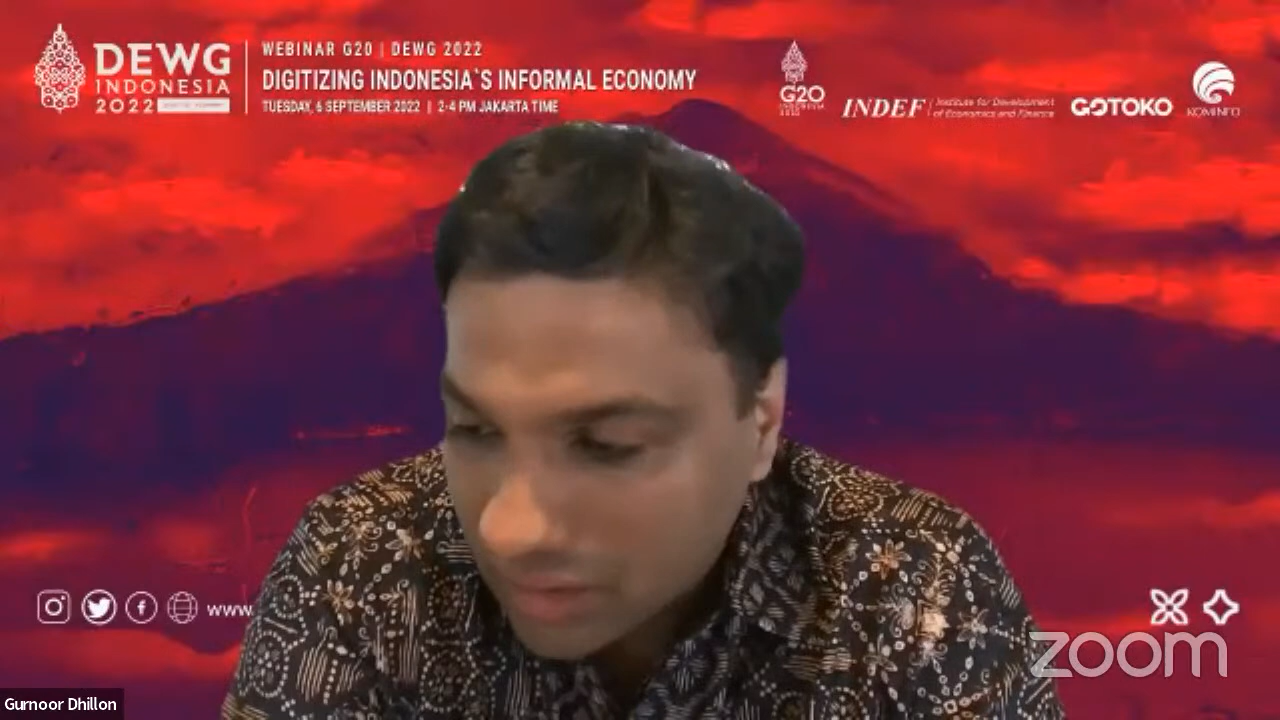 DEWG
INDONESIA
2022
WEBINAR G20 | DEWG 2022
DIGITIZING INDONESIA`S INFORMAL ECONOMY
TUESDAY, 6 SEPTEMBER 2022 | 2-4 PM JAKARTA TIME
G20
INDONESIA
INDEF
Institute for Development
of Economics and Finance
GOTOKO
KOMINFO
www.
zoom
Gurnoor Dhillon